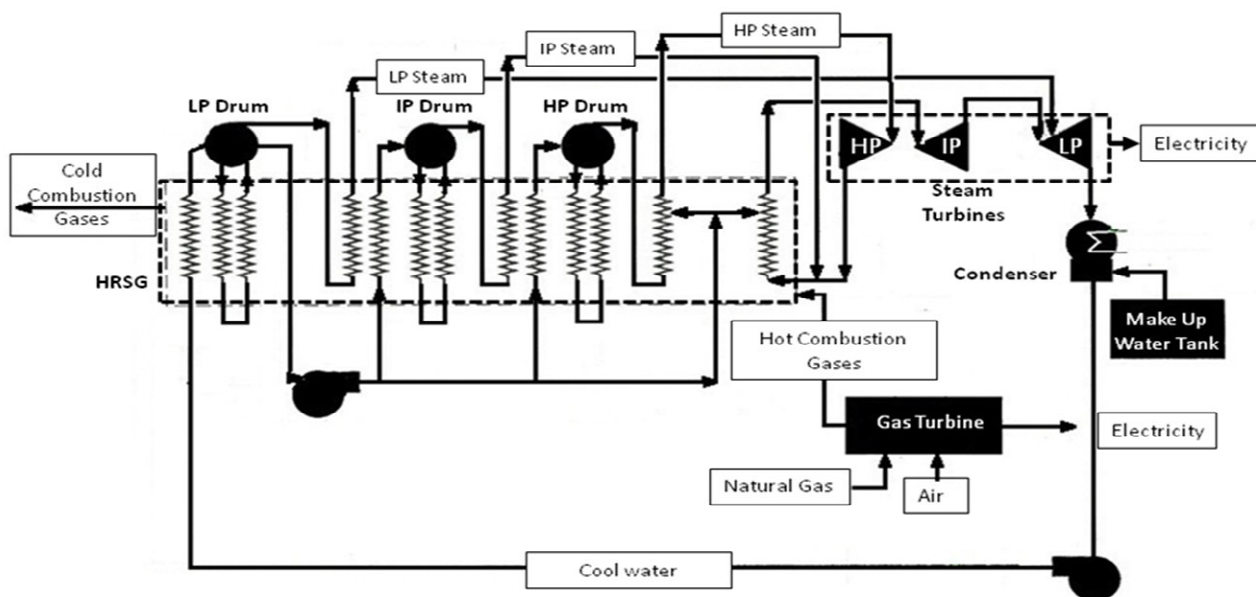 HP Steam
IP Steam
LP Steam
LP Drum
IP Drum
HP Drum
HP
IP
LP
Electricity
Cold
Combustion
Gases
Steam
Turbines
HRSG
Condenser
Make Up
Water Tank
Hot Combustion
Gases
Gas Turbine
Electricity
Natural Gas
Air
Cool water